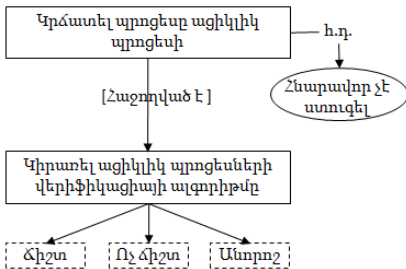 Կրճատել պրոցեսը ացիկլիկ
պրոցեսի
հ.դ.
Հնարավոր չէ
ստուգել
[Հաջողված է ]
Կիրառել ացիկլիկ պրոցեսների
վերիֆիկացիայի ալգորիթմը
Ճիշտ
Ոչ ճիշտ
Անորոշ